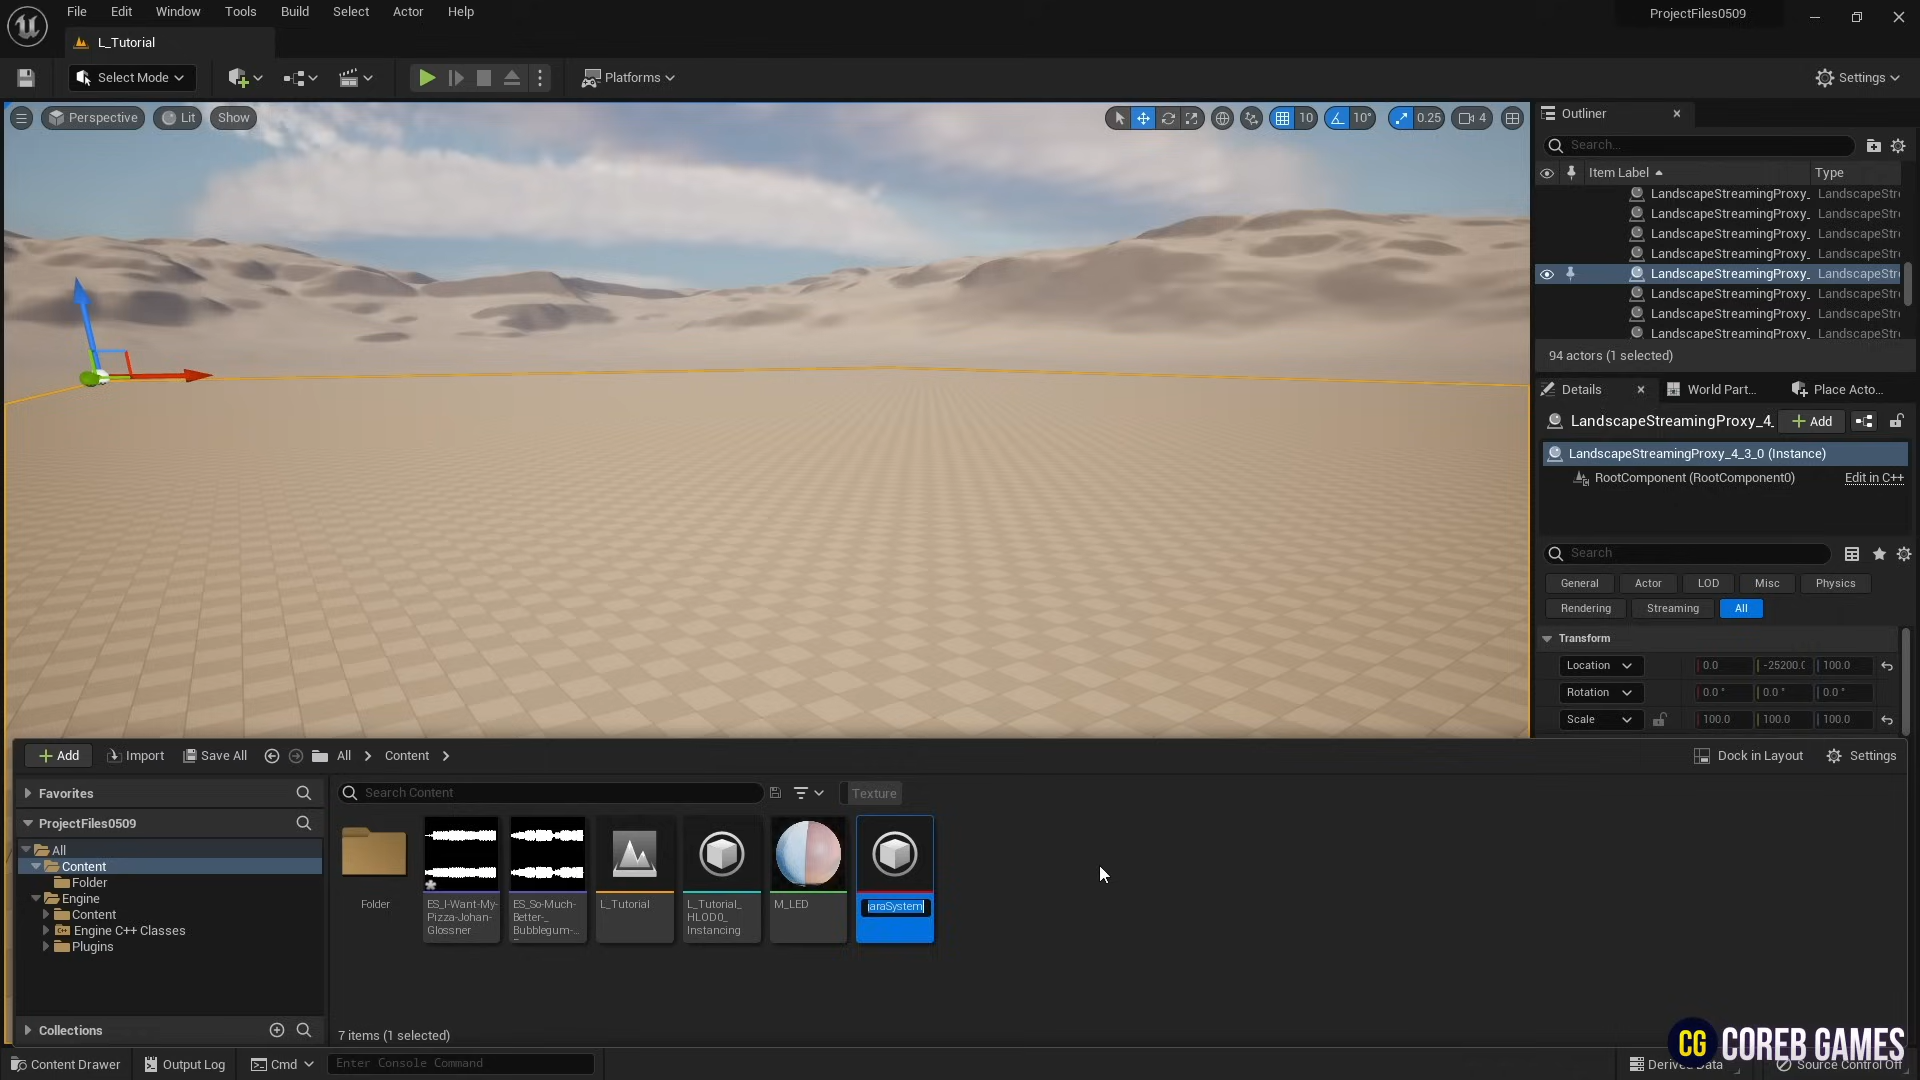 File Edit Window Tools Build Select Actor Help
ProjectFiles0509
L_Tutorial
Select Mode
Platforms
Settings
Perspective Lit Show
10 10° 0.25 4
Outliner
Search...
Item Label Type
LandscapeStreamingProxy_ LandscapeStr
LandscapeStreamingProxy_ LandscapeStr
LandscapeStreamingProxy_ LandscapeStr
LandscapeStreamingProxy_ LandscapeStr
LandscapeStreamingProxy_ LandscapeStr
LandscapeStreamingProxy_ LandscapeStr
LandscapeStreamingProxy_ LandscapeStr
LandscapeStreamingProxy_ LandscapeStr
94 actors (1 selected)
Details World Part... Place Acto...
LandscapeStreamingProxy_4_ Add
LandscapeStreamingProxy_4_3_0 (Instance)
RootComponent (RootComponent0) Edit in C++
Search
General Actor LOD Misc Physics
Rendering Streaming All
Transform
Location 0.0 -25200.0 100.0
Rotation 0.0 ° 0.0 ° 0.0 °
Scale 100.0 100.0 100.0
Add Import Save All All Content Dock in Layout Settings
Favorites
Search Content
Texture
ProjectFiles0509
All
Content
Folder
Engine
Content
Engine C++ Classes
Plugins
Collections
Folder
ES_I-Want-My-
Pizza-Johan-
Glossner
ES_So-Much-
Better-_
Bubblegum-...
L_Tutorial
L_Tutorial_
HLOD0_
Instancing
M_LED
araSystem
7 items (1 selected)
Content Drawer Output Log Cmd Enter Console Command
Derived Data Source Control Off
CG COREB GAMES